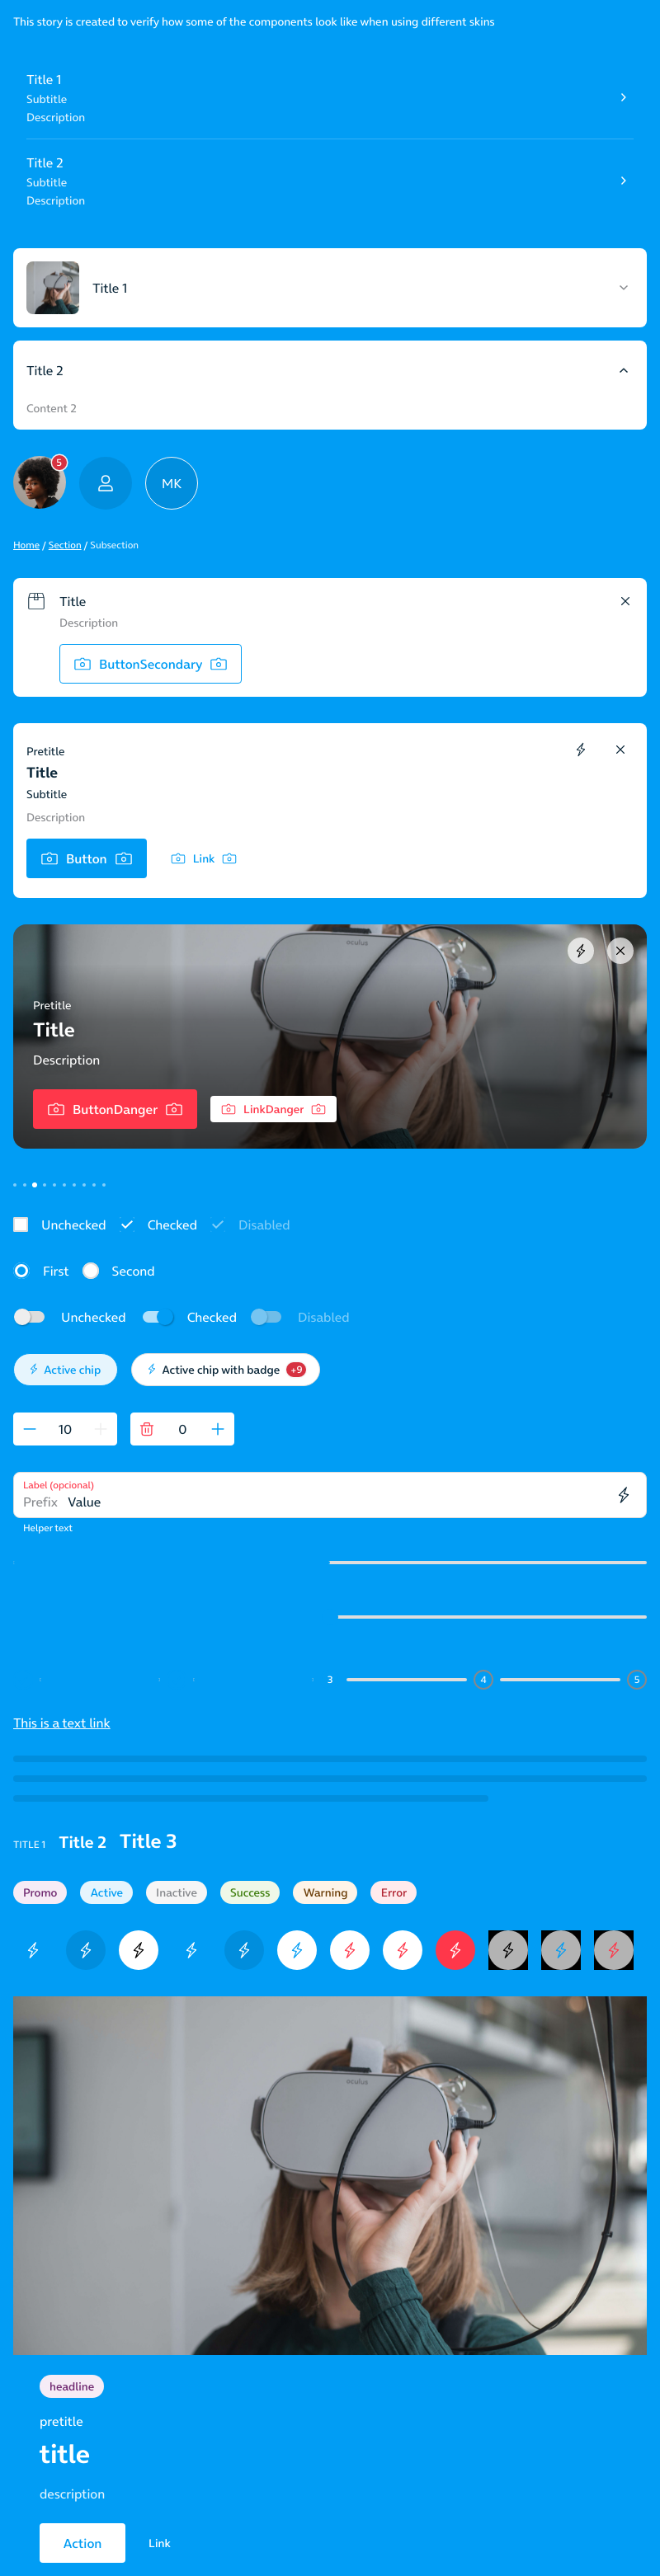 This story is created to verify how some of the components look like when using different skins
Title 1
Subtitle
Description
Title 2
Subtitle
Description
Title 1
Title 2
Content 2
5
MK
Home / Section / Subsection
Title
Description
ButtonSecondary
Pretitle
Title
Subtitle
Description
Button Link
oculus
Pretitle
Title
Description
ButtonDanger LinkDanger
Unchecked Checked Disabled
First Second
Unchecked Checked Disabled
Active chip Active chip with badge +9
10 0
Label (optional)
Prefix Value
Helper text
3 4 5
This is a text link
TITLE 1 Title 2 Title 3
Promo Active Inactive Success Warning Error
oculus
headline
pretitle
title
description
Action Link